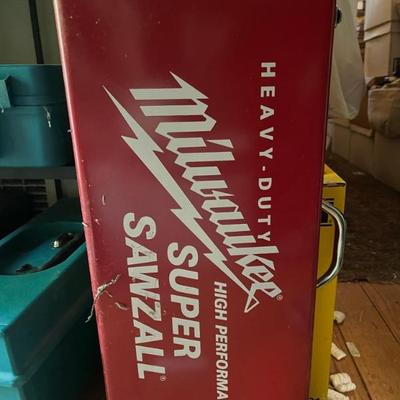 HEAVY-DUTY
Milwaukee®
HIGH PERFORMA
SUPER
SAWZALL®